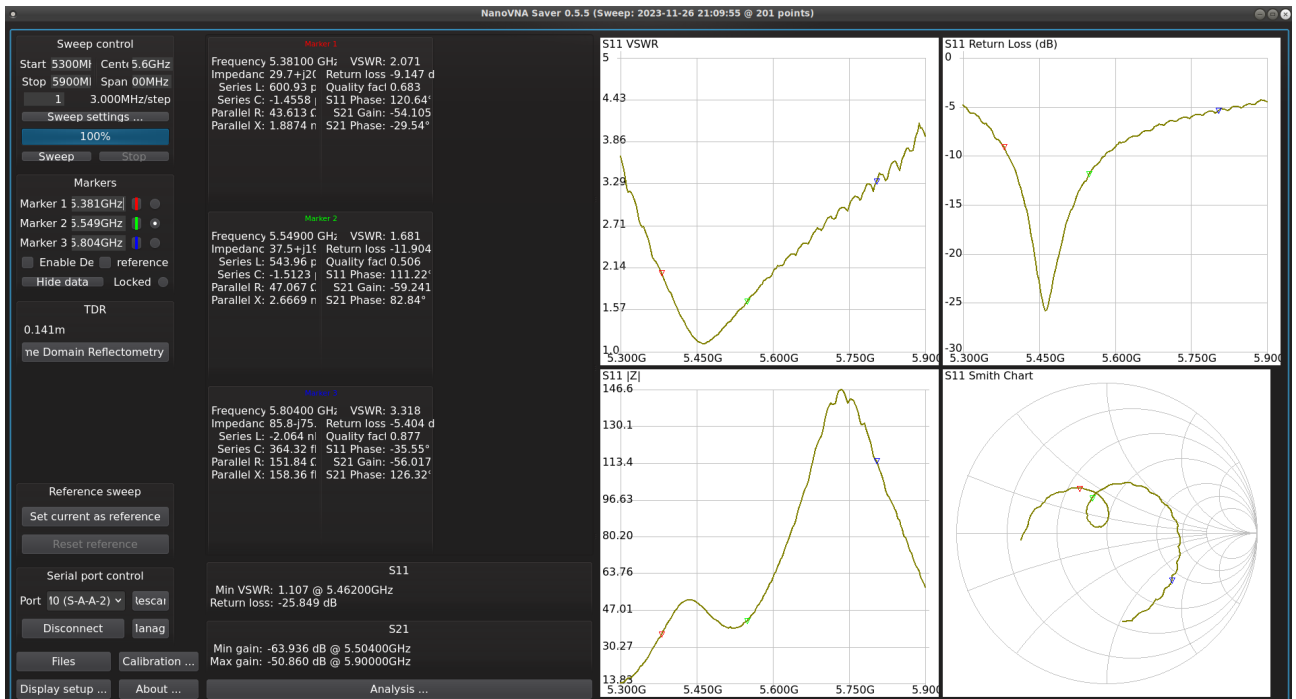 NanoVNA Saver 0.5.5 (Sweep: 2023-11-26 21:09:55 @ 201 points)
Sweep control
Start 5300MH Cente 5.6GHz
Stop 5900MI Span 00MHz
1 3.000MHz/step
Sweep settings ...
100%
Sweep Stop
Markers
Marker 1 5.381GHz
Marker 2 5.549GHz
Marker 3 5.804GHz
Enable De reference
Hide data Locked
TDR
0.141m
ne Domain Reflectometry
Reference sweep
Set current as reference
Reset reference
Serial port control
Port 10 (S-A-A-2) lescan
Disconnect lanag
Files Calibration ...
Display setup ... About ...
Marker 1
Frequency 5.38100 GHz VSWR: 2.071
Impedanc 29.7+j20 Return loss -9.147 d
Series L: 600.93 p Quality fact 0.683
Series C: -1.4558 p S11 Phase: 120.64°
Parallel R: 43.613 Ω S21 Gain: -54.105
Parallel X: 1.8874 n S21 Phase: -29.54°
Marker 2
Frequency 5.54900 GHz VSWR: 1.681
Impedanc 37.5+j19 Return loss -11.904
Series L: 543.96 p Quality fact 0.506
Series C: -1.5123 p S11 Phase: 111.22°
Parallel R: 47.067 Ω S21 Gain: -59.241
Parallel X: 2.6669 n S21 Phase: 82.84°
Marker 3
Frequency 5.80400 GHz VSWR: 3.318
Impedanc 85.8-j75. Return loss -5.404 d
Series L: -2.064 nl Quality fact 0.877
Series C: 364.32 fl S11 Phase: -35.55°
Parallel R: 151.84 Ω S21 Gain: -56.017
Parallel X: 158.36 fl S21 Phase: 126.32°
S11
Min VSWR: 1.107 @ 5.46200GHz
Return loss: -25.849 dB
S21
Min gain: -63.936 dB @ 5.50400GHz
Max gain: -50.860 dB @ 5.90000GHz
Analysis ...
S11 VSWR
5
4.43
3.86
3.29
2.71
2.14
1.57
1.0
5.300G 5.450G 5.600G 5.750G 5.900
S11 Return Loss (dB)
0
-5
-10
-15
-20
-25
-30
5.300G 5.450G 5.600G 5.750G 5.900
S11 |Z|
146.6
130.1
113.4
96.63
80.20
63.76
47.01
30.27
13.83
5.300G 5.450G 5.600G 5.750G 5.900
S11 Smith Chart